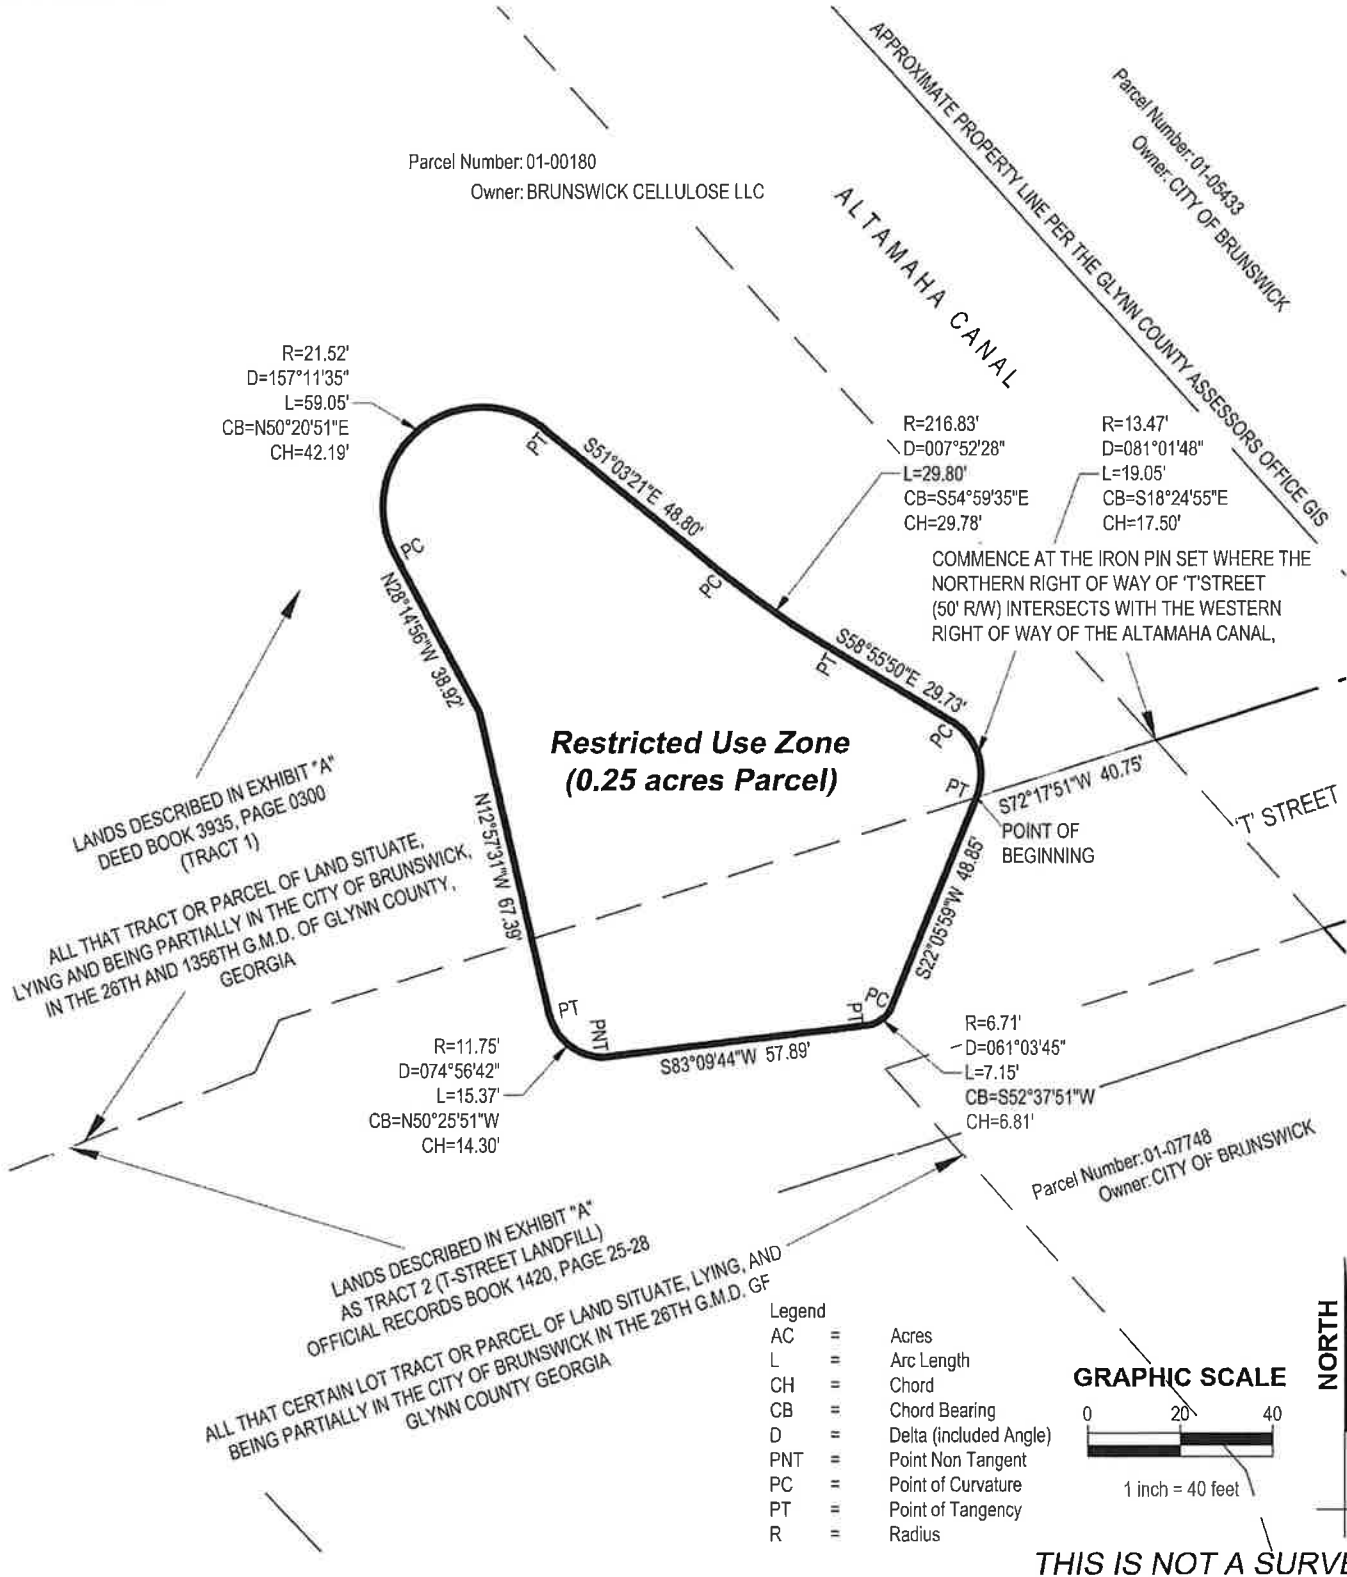 APPROXIMATE PROPERTY LINE PER THE GLYNN COUNTY ASSESSORS OFFICE GIS
Parcel Number: 01-05433
Owner: CITY OF BRUNSWICK
Parcel Number: 01-00180
Owner: BRUNSWICK CELLULOSE LLC
ALTAMAHA CANAL
R=21.52'
D=157°11'35"
L=59.05'
CB=N50°20'51"E
CH=42.19'
PT
S51°03'21"E 48.80'
R=216.83'
D=007°52'28"
L=29.80'
CB=S54°59'35"E
CH=29.78'
R=13.47'
D=081°01'48"
L=19.05'
CB=S18°24'55"E
CH=17.50'
COMMENCE AT THE IRON PIN SET WHERE THE
NORTHERN RIGHT OF WAY OF 'T'STREET
(50' R/W) INTERSECTS WITH THE WESTERN
RIGHT OF WAY OF THE ALTAMAHA CANAL,
PC
PC
N28°14'56"W 38.92'
PT
S58°55'50"E 29.73'
PC
Restricted Use Zone
(0.25 acres Parcel)
PT
S72°17'51"W 40.75'
'T' STREET
POINT OF
BEGINNING
LANDS DESCRIBED IN EXHIBIT "A"
DEED BOOK 3935, PAGE 0300
(TRACT 1)
ALL THAT TRACT OR PARCEL OF LAND SITUATE,
LYING AND BEING PARTIALLY IN THE CITY OF BRUNSWICK,
IN THE 26TH AND 1356TH G.M.D. OF GLYNN COUNTY,
GEORGIA
N12°57'31"W 67.39'
S22°05'59"W 48.85'
PT
PNT
PT
PC
S83°09'44"W 57.89'
R=11.75'
D=074°56'42"
L=15.37'
CB=N50°25'51"W
CH=14.30'
R=6.71'
D=061°03'45"
L=7.15'
CB=S52°37'51"W
CH=6.81'
Parcel Number: 01-07748
Owner: CITY OF BRUNSWICK
LANDS DESCRIBED IN EXHIBIT "A"
AS TRACT 2 (T-STREET LANDFILL)
OFFICIAL RECORDS BOOK 1420, PAGE 25-28
ALL THAT CERTAIN LOT TRACT OR PARCEL OF LAND SITUATE, LYING, AND
BEING PARTIALLY IN THE CITY OF BRUNSWICK IN THE 26TH G.M.D. GF
GLYNN COUNTY GEORGIA
Legend
AC = Acres
L = Arc Length
CH = Chord
CB = Chord Bearing
D = Delta (included Angle)
PNT = Point Non Tangent
PC = Point of Curvature
PT = Point of Tangency
R = Radius
GRAPHIC SCALE
0 20 40
1 inch = 40 feet
NORTH
THIS IS NOT A SURVE